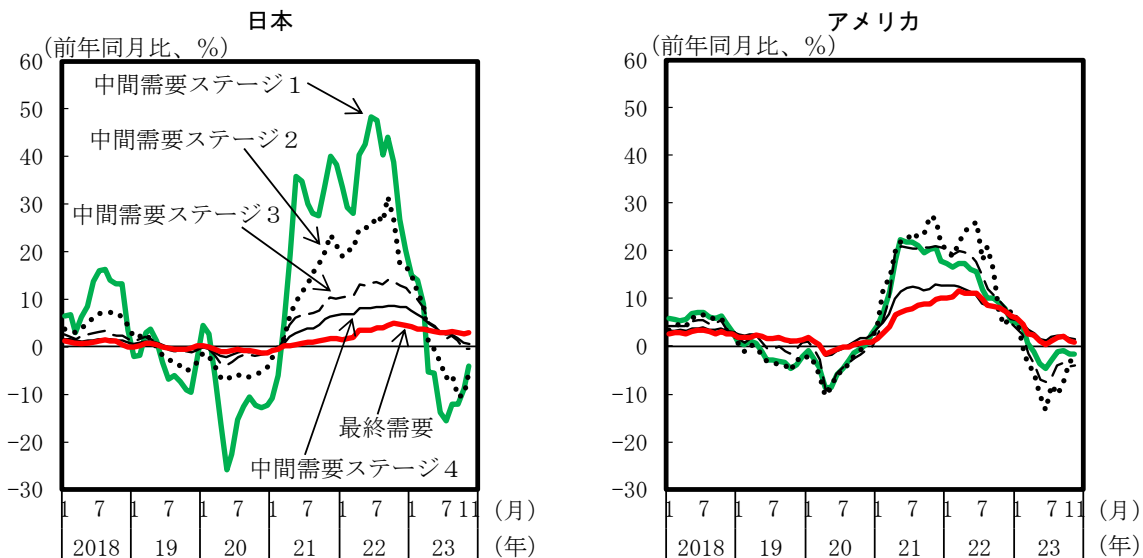 日本
(前年同月比、%)
60
50
40
30
20
10
0
-10
-20
-30
中間需要ステージ1
中間需要ステージ2
中間需要ステージ3
最終需要
中間需要ステージ4
1 7 1 7 1 7 1 7 1 7 1 7 11 (月)
2018 19 20 21 22 23 (年)
アメリカ
(前年同月比、%)
60
50
40
30
20
10
0
-10
-20
-30
1 7 1 7 1 7 1 7 1 7 1 7 11 (月)
2018 19 20 21 22 23 (年)